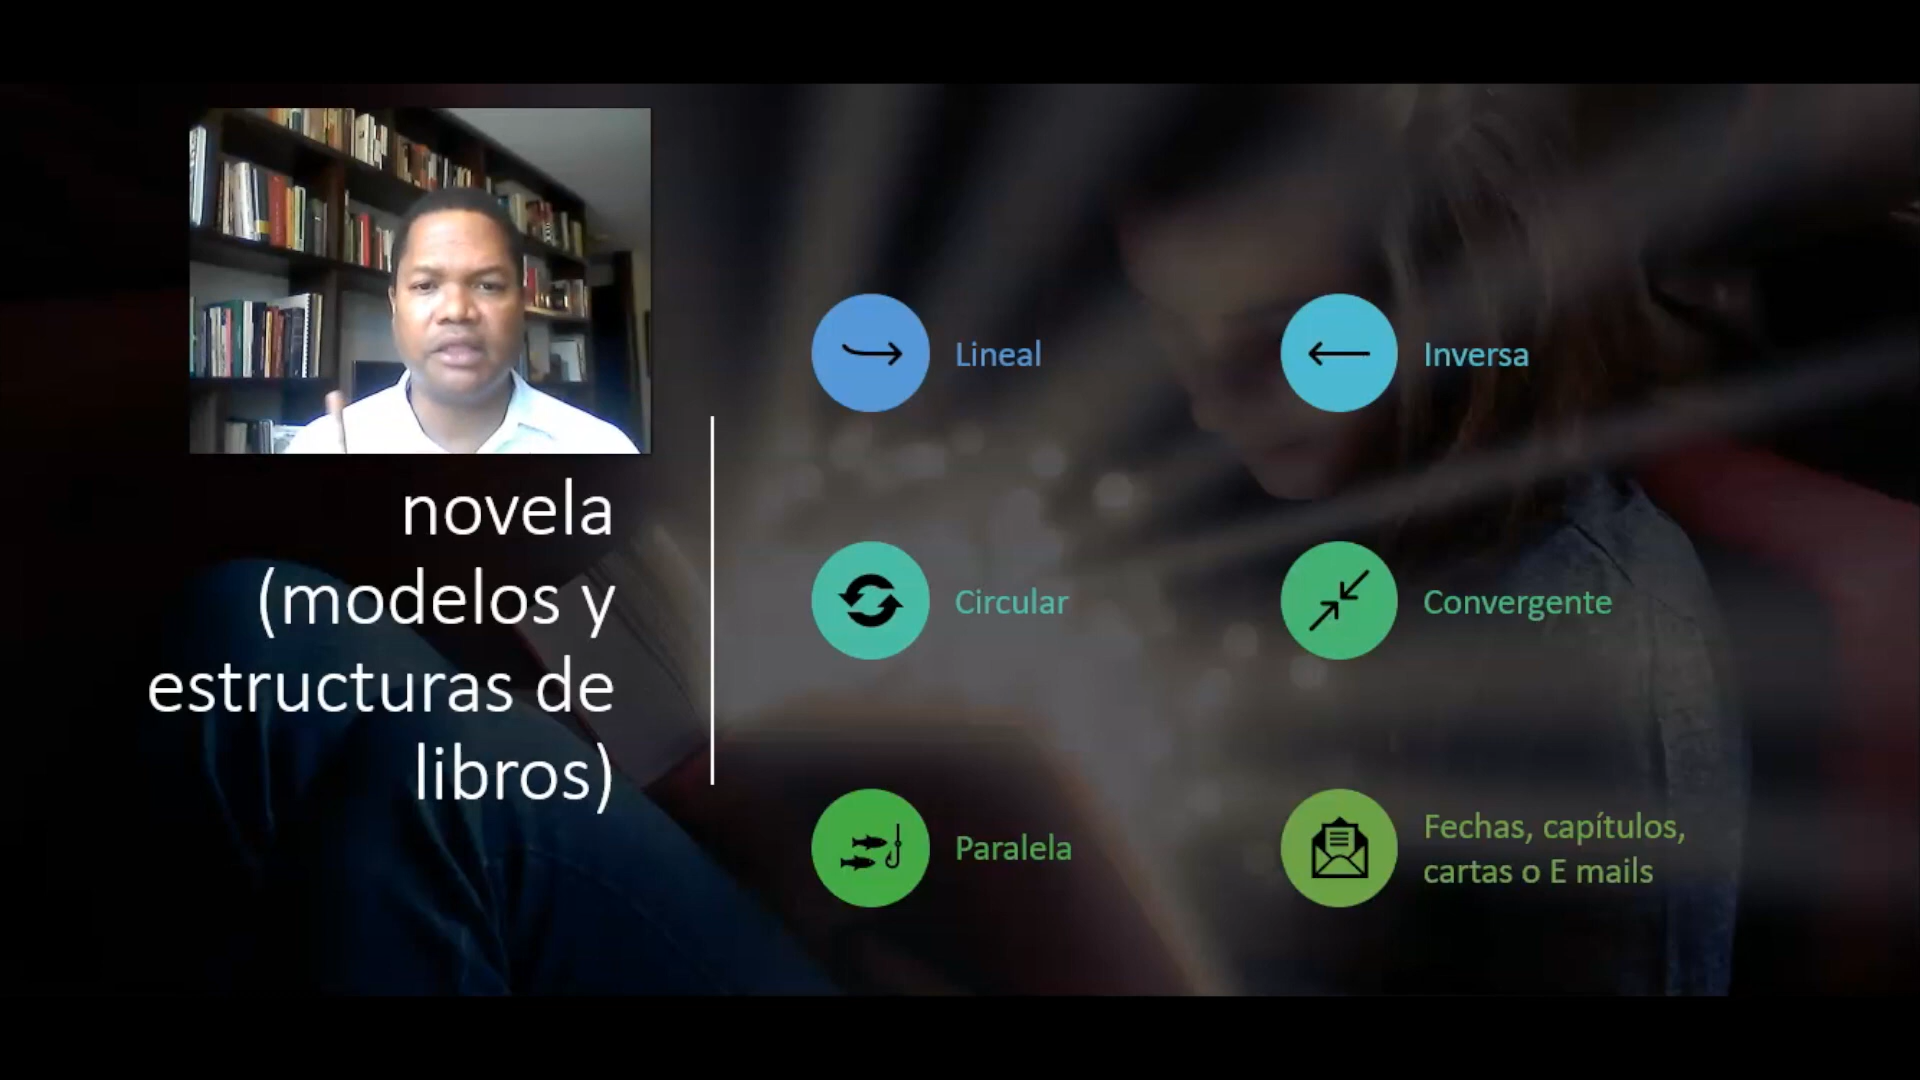 novela
(modelos y
estructuras de
libros)
Lineal
Inversa
Circular
Convergente
Paralela
Fechas, capítulos,
cartas o E mails